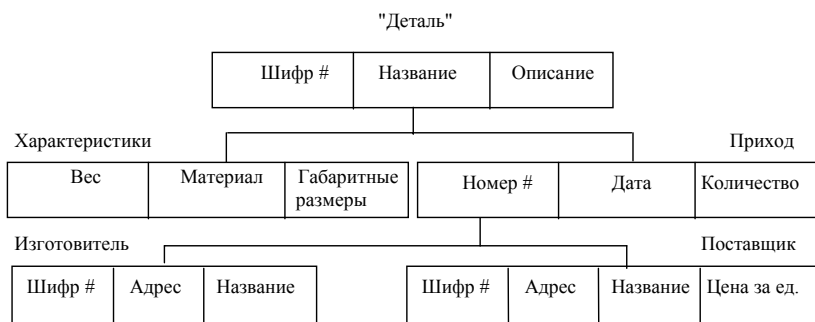 "Деталь"
Шифр # Название Описание
Характеристики Приход
Вес Материал Габаритные размеры Номер # Дата Количество
Изготовитель Поставщик
Шифр # Адрес Название Шифр # Адрес Название Цена за ед.